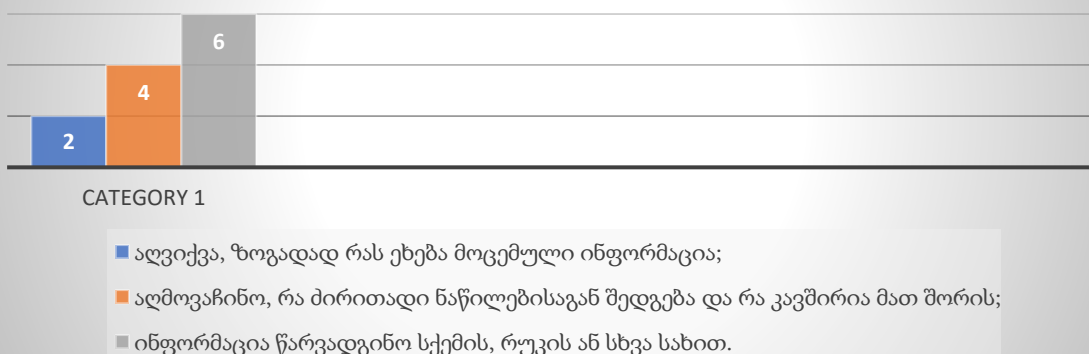 6
4
2
CATEGORY 1
აღვიქვა, ზოგადად რას ეხება მოცემული ინფორმაცია;
აღმოვაჩინო, რა ძირითადი ნაწილებისაგან შედგება და რა კავშირია მათ შორის;
ინფორმაცია წარვადგინო სქემის, რუკის ან სხვა სახით.